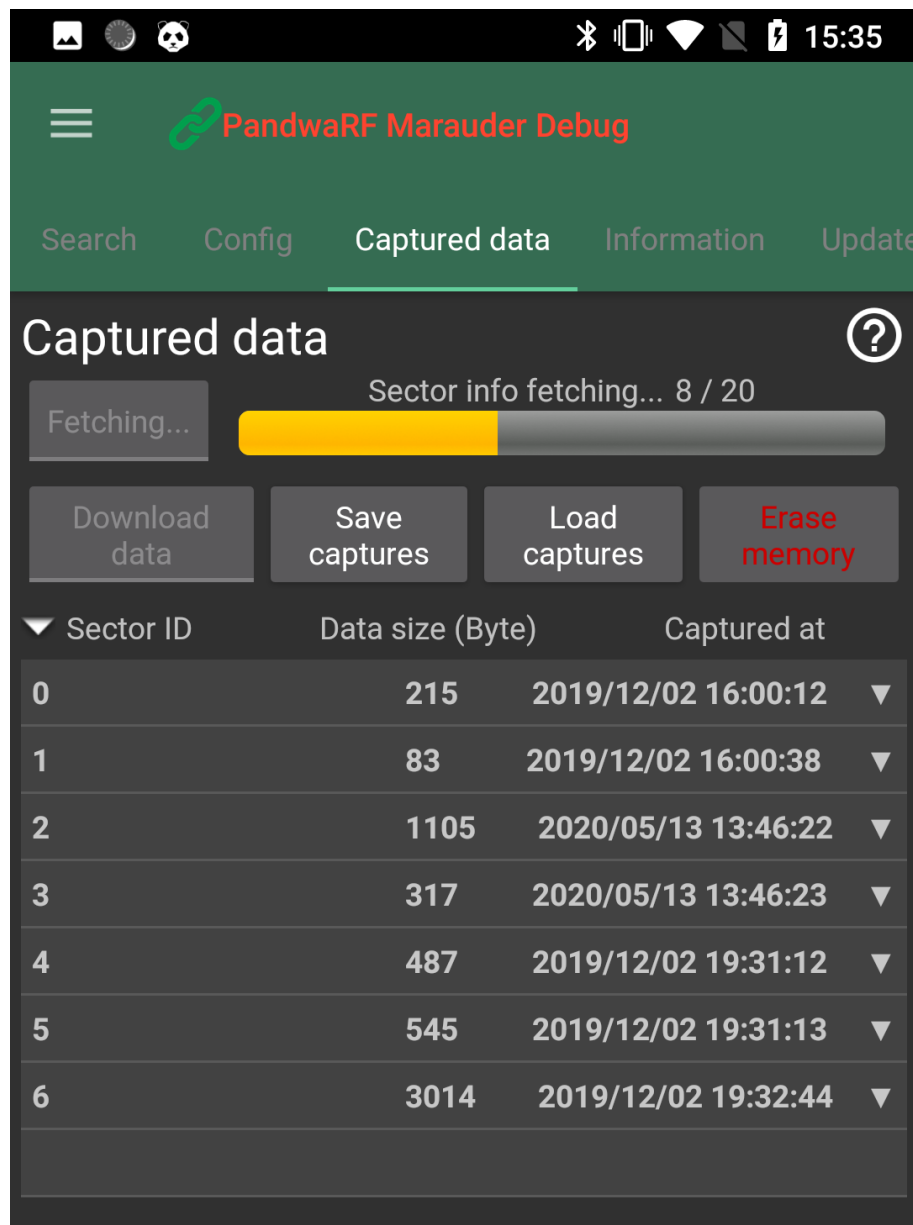 15:35
PandwaRF Marauder Debug
Search Config Captured data Information Update
Captured data
Sector info fetching... 8 / 20
Fetching...
Download data
Save captures
Load captures
Erase memory
Sector ID Data size (Byte) Captured at
0 215 2019/12/02 16:00:12
1 83 2019/12/02 16:00:38
2 1105 2020/05/13 13:46:22
3 317 2020/05/13 13:46:23
4 487 2019/12/02 19:31:12
5 545 2019/12/02 19:31:13
6 3014 2019/12/02 19:32:44